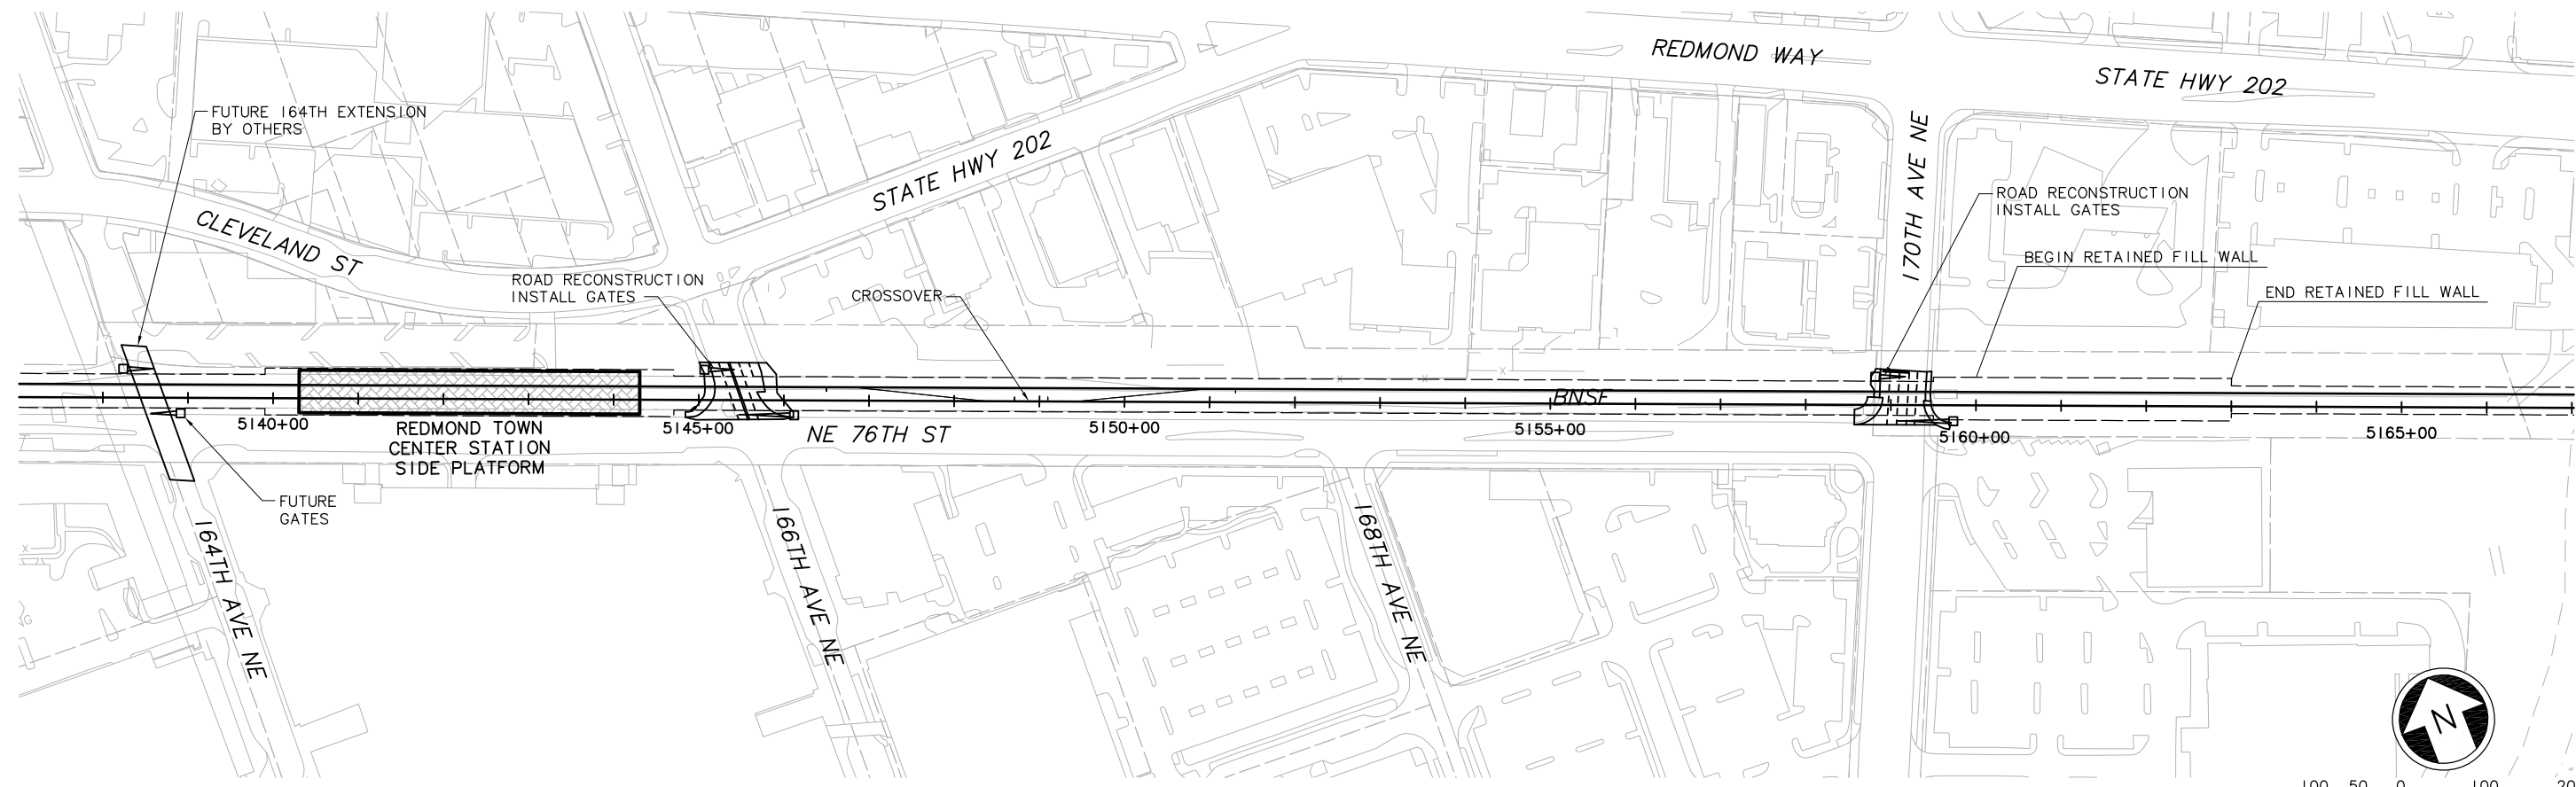 REDMOND WAY
STATE HWY 202
FUTURE 164TH EXTENSION
BY OTHERS
170TH AVE NE
STATE HWY 202
ROAD RECONSTRUCTION
INSTALL GATES
CLEVELAND ST
BEGIN RETAINED FILL WALL
ROAD RECONSTRUCTION
INSTALL GATES
CROSSOVER
END RETAINED FILL WALL
BNSF
5140+00
REDMOND TOWN
CENTER STATION
SIDE PLATFORM
5145+00
NE 76TH ST
5150+00
5155+00
5160+00
5165+00
FUTURE
GATES
164TH AVE NE
166TH AVE NE
168TH AVE NE
N
100 50 0 100